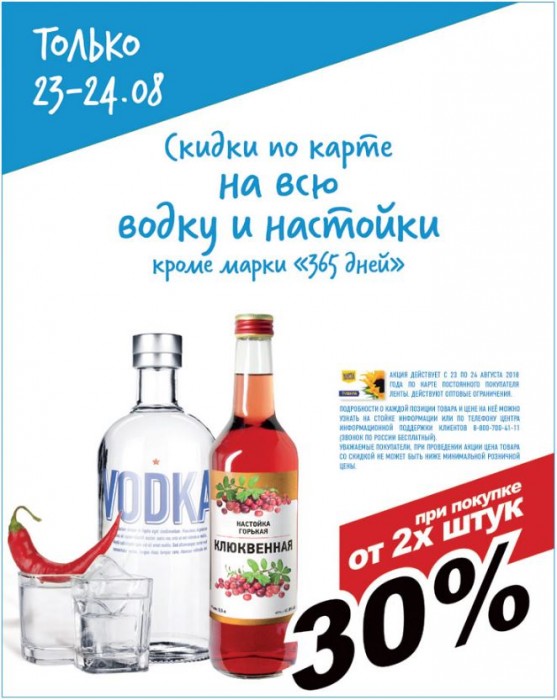 Только
23-24.08
Скидки по карте
на всю
водку и настойки
кроме марки «365 дней»
АКЦИЯ ДЕЙСТВУЕТ С 23 ПО 24 АВГУСТА 2018
ГОДА ПО КАРТЕ ПОСТОЯННОГО ПОКУПАТЕЛЯ
ЛЕНТЫ. ДЕЙСТВУЮТ ОПТОВЫЕ ОГРАНИЧЕНИЯ.
ПОДРОБНОСТИ О КАЖДОЙ ПОЗИЦИИ ТОВАРА И ЦЕНЕ НА НЕЁ МОЖНО
УЗНАТЬ НА СТОЙКЕ ИНФОРМАЦИИ ИЛИ ПО ТЕЛЕФОНУ ЦЕНТРА
ИНФОРМАЦИОННОЙ ПОДДЕРЖКИ КЛИЕНТОВ 8-800-700-41-11
(ЗВОНОК ПО РОССИИ БЕСПЛАТНЫЙ).
УВАЖАЕМЫЕ ПОКУПАТЕЛИ, ПРИ ПРОВЕДЕНИИ АКЦИИ ЦЕНА ТОВАРА
СО СКИДКОЙ НЕ МОЖЕТ БЫТЬ НИЖЕ МИНИМАЛЬНОЙ РОЗНИЧНОЙ
ЦЕНЫ
VODKA
НАСТОЙКА
ГОРЬКАЯ
КЛЮКВЕННАЯ
при покупке
от 2х штук
30%